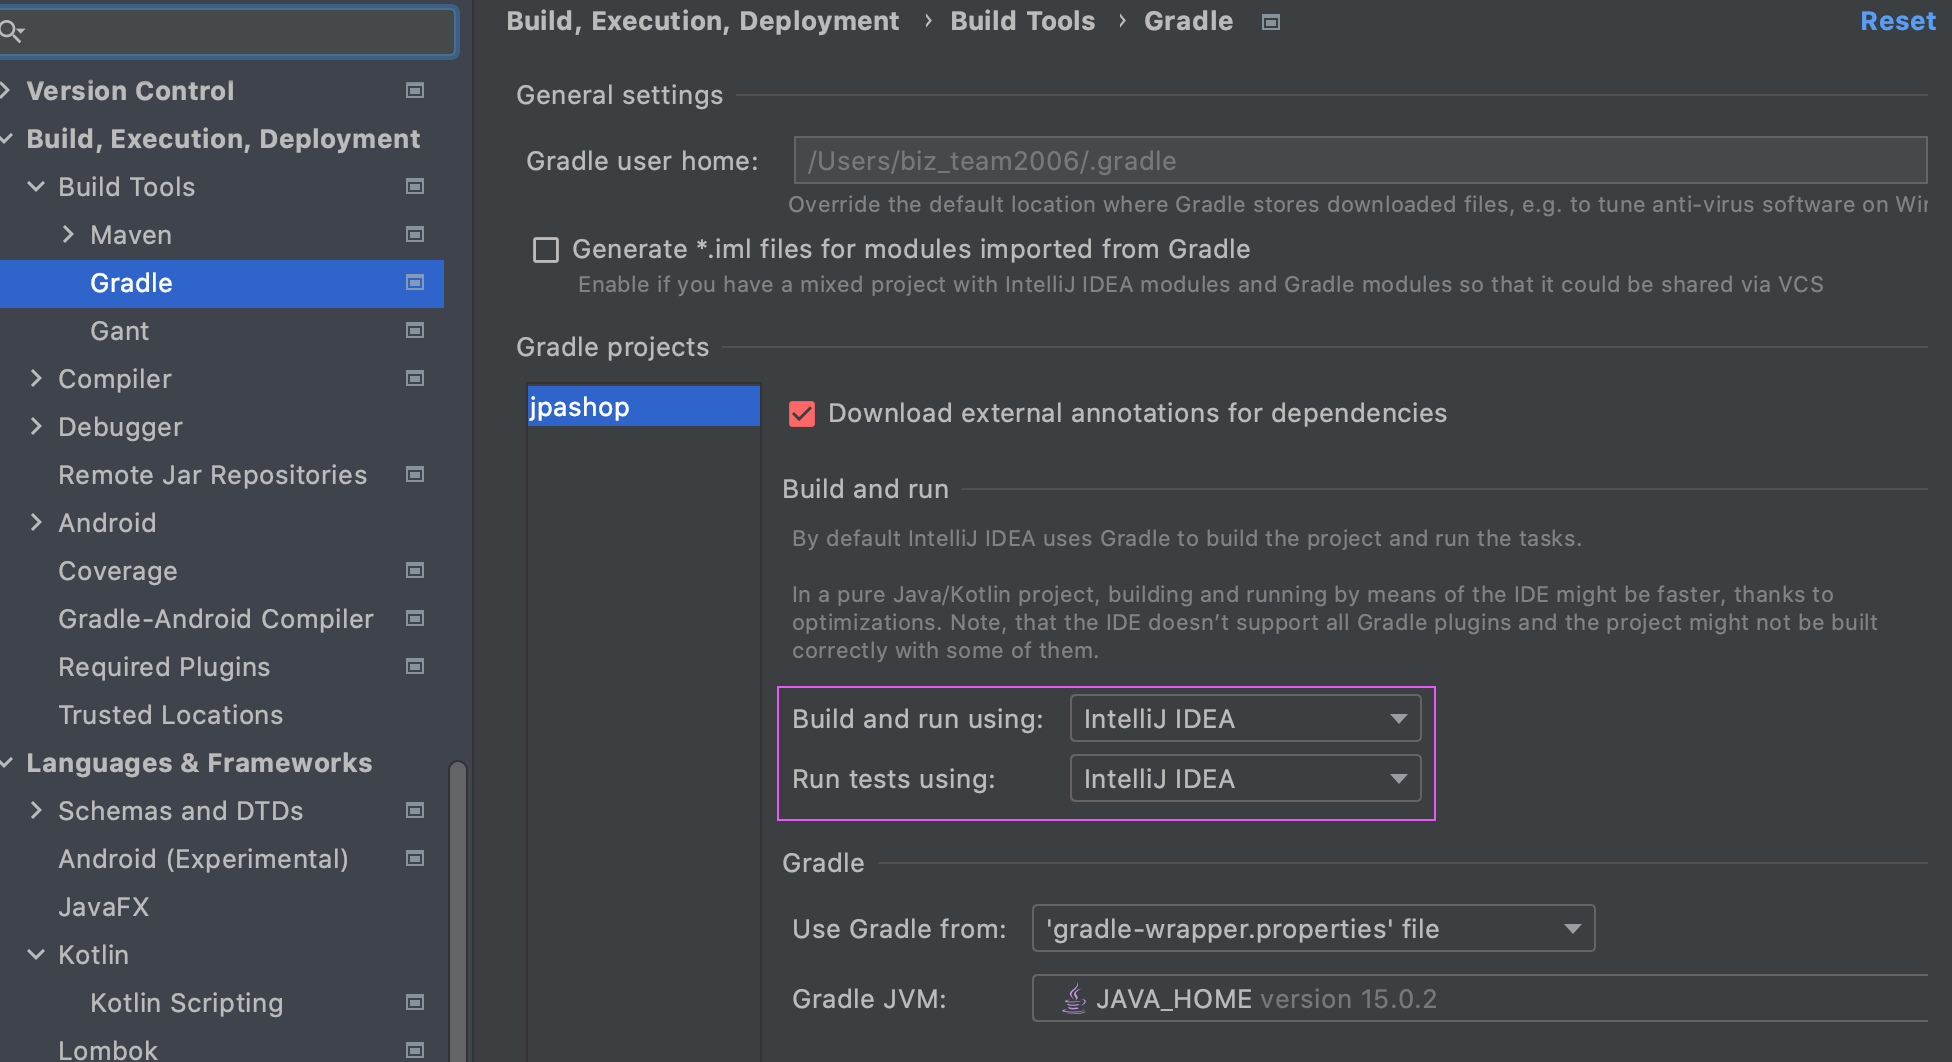 Version Control
Build, Execution, Deployment
Build Tools
Maven
Gradle
Gant
Compiler
Debugger
Remote Jar Repositories
Android
Coverage
Gradle-Android Compiler
Required Plugins
Trusted Locations
Languages & Frameworks
Schemas and DTDs
Android (Experimental)
JavaFX
Kotlin
Kotlin Scripting
Lombok
Build, Execution, Deployment › Build Tools › Gradle
Reset
General settings
Gradle user home: /Users/biz_team2006/.gradle
Override the default location where Gradle stores downloaded files, e.g. to tune anti-virus software on
Generate *.iml files for modules imported from Gradle
Enable if you have a mixed project with IntelliJ IDEA modules and Gradle modules so that it could be shared via VCS
Gradle projects
jpashop
Download external annotations for dependencies
Build and run
By default IntelliJ IDEA uses Gradle to build the project and run the tasks.
In a pure Java/Kotlin project, building and running by means of the IDE might be faster, thanks to
optimizations. Note, that the IDE doesn't support all Gradle plugins and the project might not be built
correctly with some of them.
Build and run using: IntelliJ IDEA
Run tests using: IntelliJ IDEA
Gradle
Use Gradle from: 'gradle-wrapper.properties' file
Gradle JVM: JAVA_HOME version 15.0.2